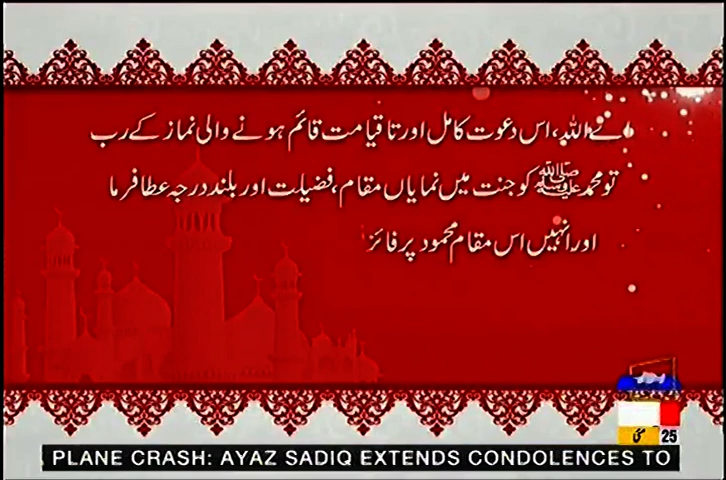 اے اللہ، اس دعوت کامل اور تا قیامت قائم ہونے والی نماز کے رب
تو محمد ﷺ کو جنت میں نمایاں مقام، فضیلت اور بلند درجہ عطا فرما
اور انہیں اس مقام محمود پر فائز
25 مئی
PLANE CRASH: AYAZ SADIQ EXTENDS CONDOLENCES TO